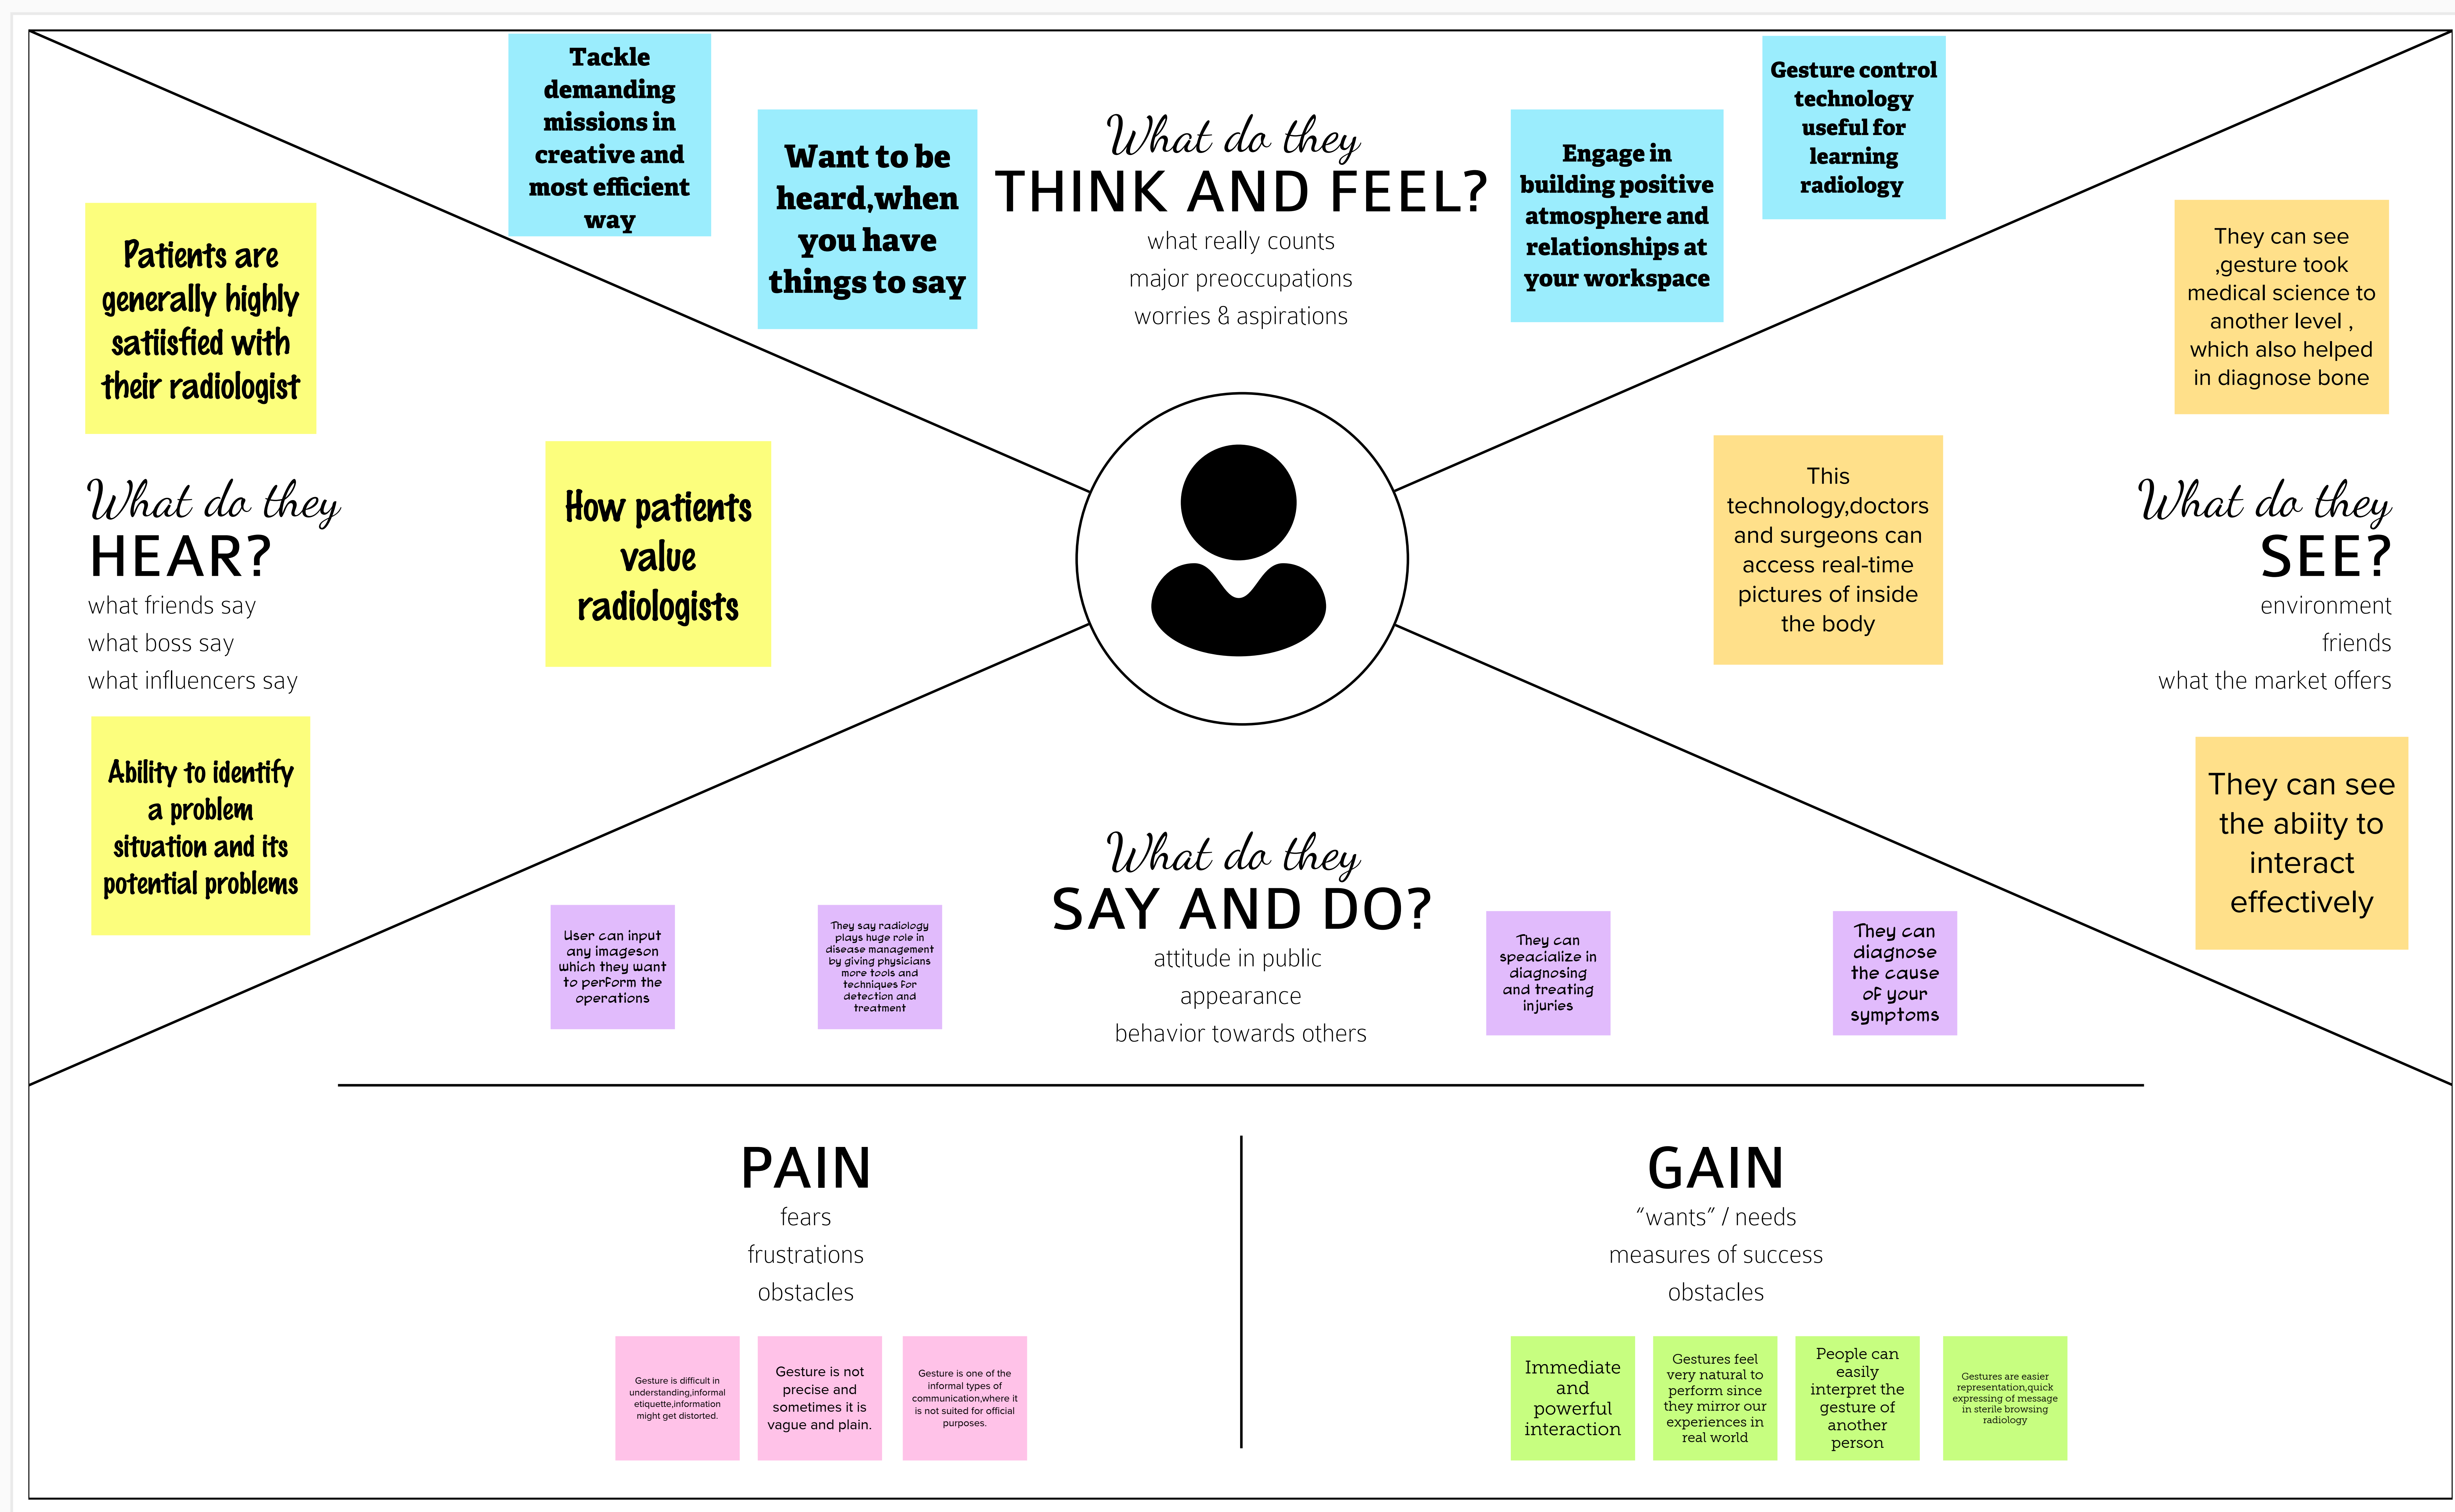 Tackle
demanding
missions in
creative and
most efficient
way
Want to be
heard,when
you have
things to say
What do they
THINK AND FEEL?
what really counts
major preoccupations
worries & aspirations
Engage in
building positive
atmosphere and
relationships at
your workspace
Gesture control
technology
useful for
learning
radiology
Patients are
generally highly
satiisfied with
their radiologist
How patients
value
radiologists
What do they
HEAR?
what friends say
what boss say
what influencers say
Ability to identify
a problem
situation and its
potential problems
They can see
,gesture took
medical science to
another level ,
which also helped
in diagnose bone
This
technology,doctors
and surgeons can
access real-time
pictures of inside
the body
What do they
SEE?
environment
friends
what the market offers
They can see
the abiity to
interact
effectively
What do they
SAY AND DO?
attitude in public
appearance
behavior towards others
User can input
any imageson
which they want
to perform the
operations
They say radiology
plays huge role in
disease management
by giving physicians
more tools and
techniques for
detection and
treatment
They can
speacialize in
diagnosing
and treating
injuries
They can
diagnose
the cause
of your
symptoms
PAIN
fears
frustrations
obstacles
Gesture is difficult in
understanding,informal
etiquette,information
might get distorted.
Gesture is not
precise and
sometimes it is
vague and plain.
Gesture is one of the
informal types of
communication,where it
is not suited for official
purposes.
GAIN
“wants” / needs
measures of success
obstacles
Immediate
and
powerful
interaction
Gestures feel
very natural to
perform since
they mirror our
experiences in
real world
People can
easily
interpret the
gesture of
another
person
Gestures are easier
representation,quick
expressing of message
in sterile browsing
radiology